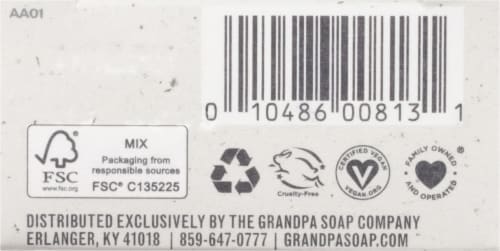 AA01
0 10486 00813 1
MIX
Packaging from
responsible sources
FSC® C135225
FSC
www.fsc.org
Cruelty-Free
CERTIFIED VEGAN
V
VEGAN.ORG
FAMILY OWNED
AND OPERATED
®
DISTRIBUTED EXCLUSIVELY BY THE GRANDPA SOAP COMPANY
ERLANGER, KY 41018 | 859-647-0777 | GRANDPASOAP.COM